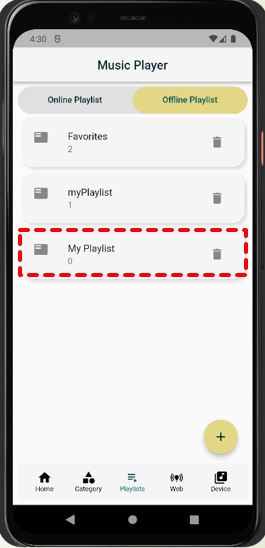 4:30
Music Player
Online Playlist Offline Playlist
Favorites
2
myPlaylist
1
My Playlist
0
+
Home Category Playlists Web Device